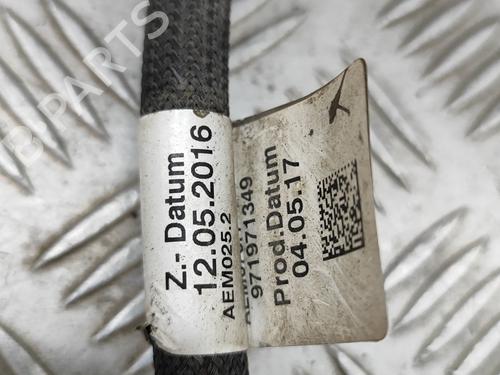 Z.- Datum
12.05.2016
AEM025.2
971971349
Prod.Datum
04.05.17
B PARTS